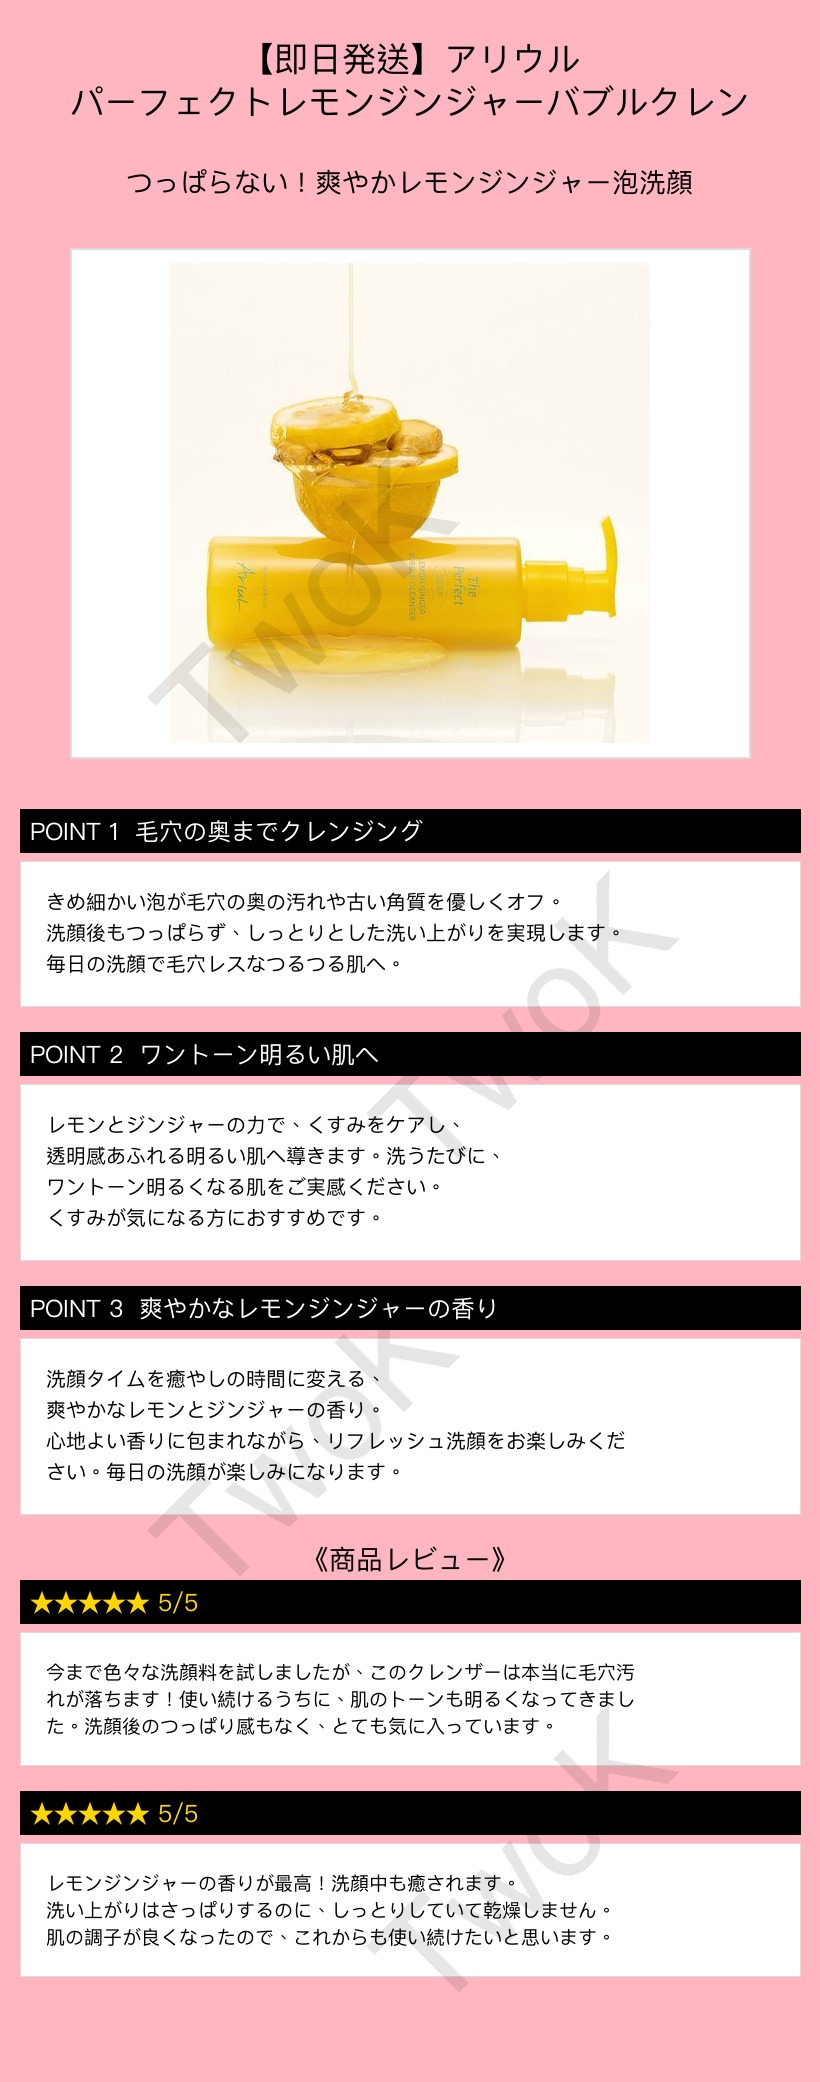 【即日発送】アリウル
パーフェクトレモンジンジャーバブルクレン
つっぱらない！爽やかレモンジンジャー泡洗顔
Ariul
The
Perfect
LEMON GINGER
BUBBLE CLEANSER
TwoK
POINT 1 毛穴の奥までクレンジング
きめ細かい泡が毛穴の奥の汚れや古い角質を優しくオフ。
洗顔後もつっぱらず、しっとりとした洗い上がりを実現します。
毎日の洗顔で毛穴レスなつるつる肌へ。
TwoK
POINT 2 ワントーン明るい肌へ
レモンとジンジャーの力で、くすみをケアし、
透明感あふれる明るい肌へ導きます。洗うたびに、
ワントーン明るくなる肌をご実感ください。
くすみが気になる方におすすめです。
POINT 3 爽やかなレモンジンジャーの香り
洗顔タイムを癒やしの時間に変える、
爽やかなレモンとジンジャーの香り。
心地よい香りに包まれながら、リフレッシュ洗顔をお楽しみくだ
さい。毎日の洗顔が楽しみになります。
TwoK
《商品レビュー》
★★★★★ 5/5
今まで色々な洗顔料を試しましたが、このクレンザーは本当に毛穴汚
れが落ちます！使い続けるうちに、肌のトーンも明るくなってきまし
た。洗顔後のつっぱり感もなく、とても気に入っています。
★★★★★ 5/5
レモンジンジャーの香りが最高！洗顔中も癒されます。
洗い上がりはさっぱりするのに、しっとりしていて乾燥しません。
肌の調子が良くなったので、これからも使い続けたいと思います。
TwoK